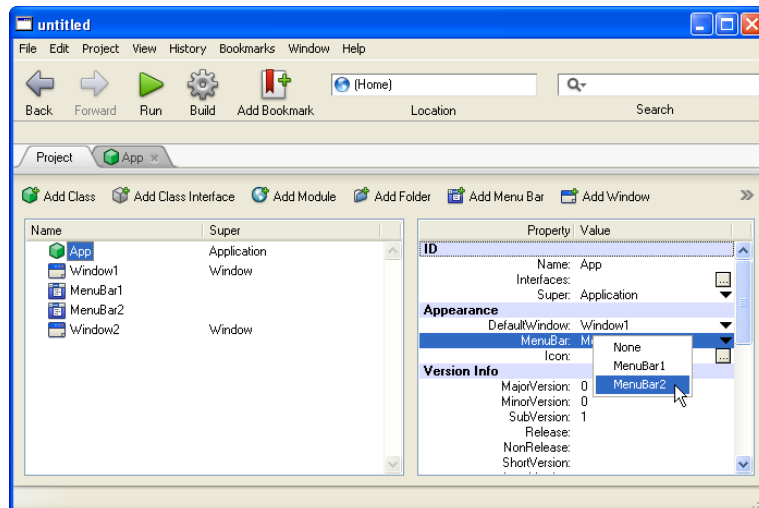 untitled
File Edit Project View History Bookmarks Window Help
(Home)
Back Forward Run Build Add Bookmark Location Search
Project App
Add Class Add Class Interface Add Module Add Folder Add Menu Bar Add Window
Name Super Property Value
App Application
Window1 Window
MenuBar1
MenuBar2
Window2 Window
ID
Name: App
Interfaces:
Super: Application
Appearance
DefaultWindow: Window1
MenuBar:
Icon:
None
MenuBar1
MenuBar2
Version Info
MajorVersion: 0
MinorVersion: 0
SubVersion: 1
Release:
NonRelease:
ShortVersion: